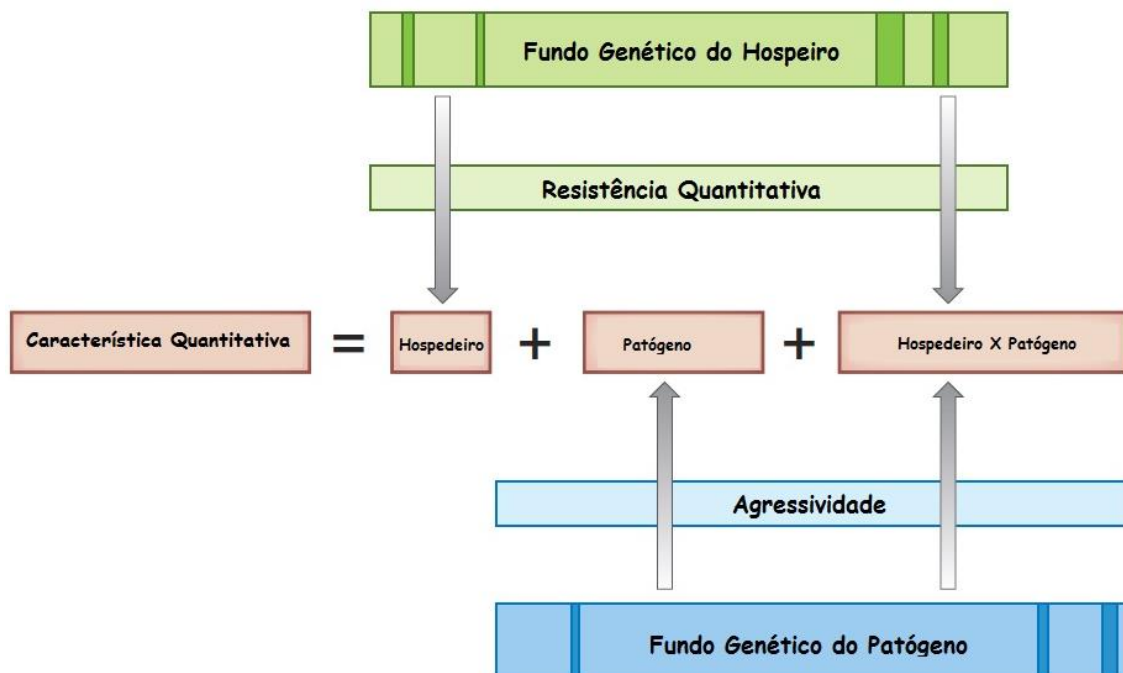 Fundo Genético do Hospeiro
Resistência Quantitativa
Característica Quantitativa = Hospedeiro + Patógeno + Hospedeiro X Patógeno
Agressividade
Fundo Genético do Patógeno